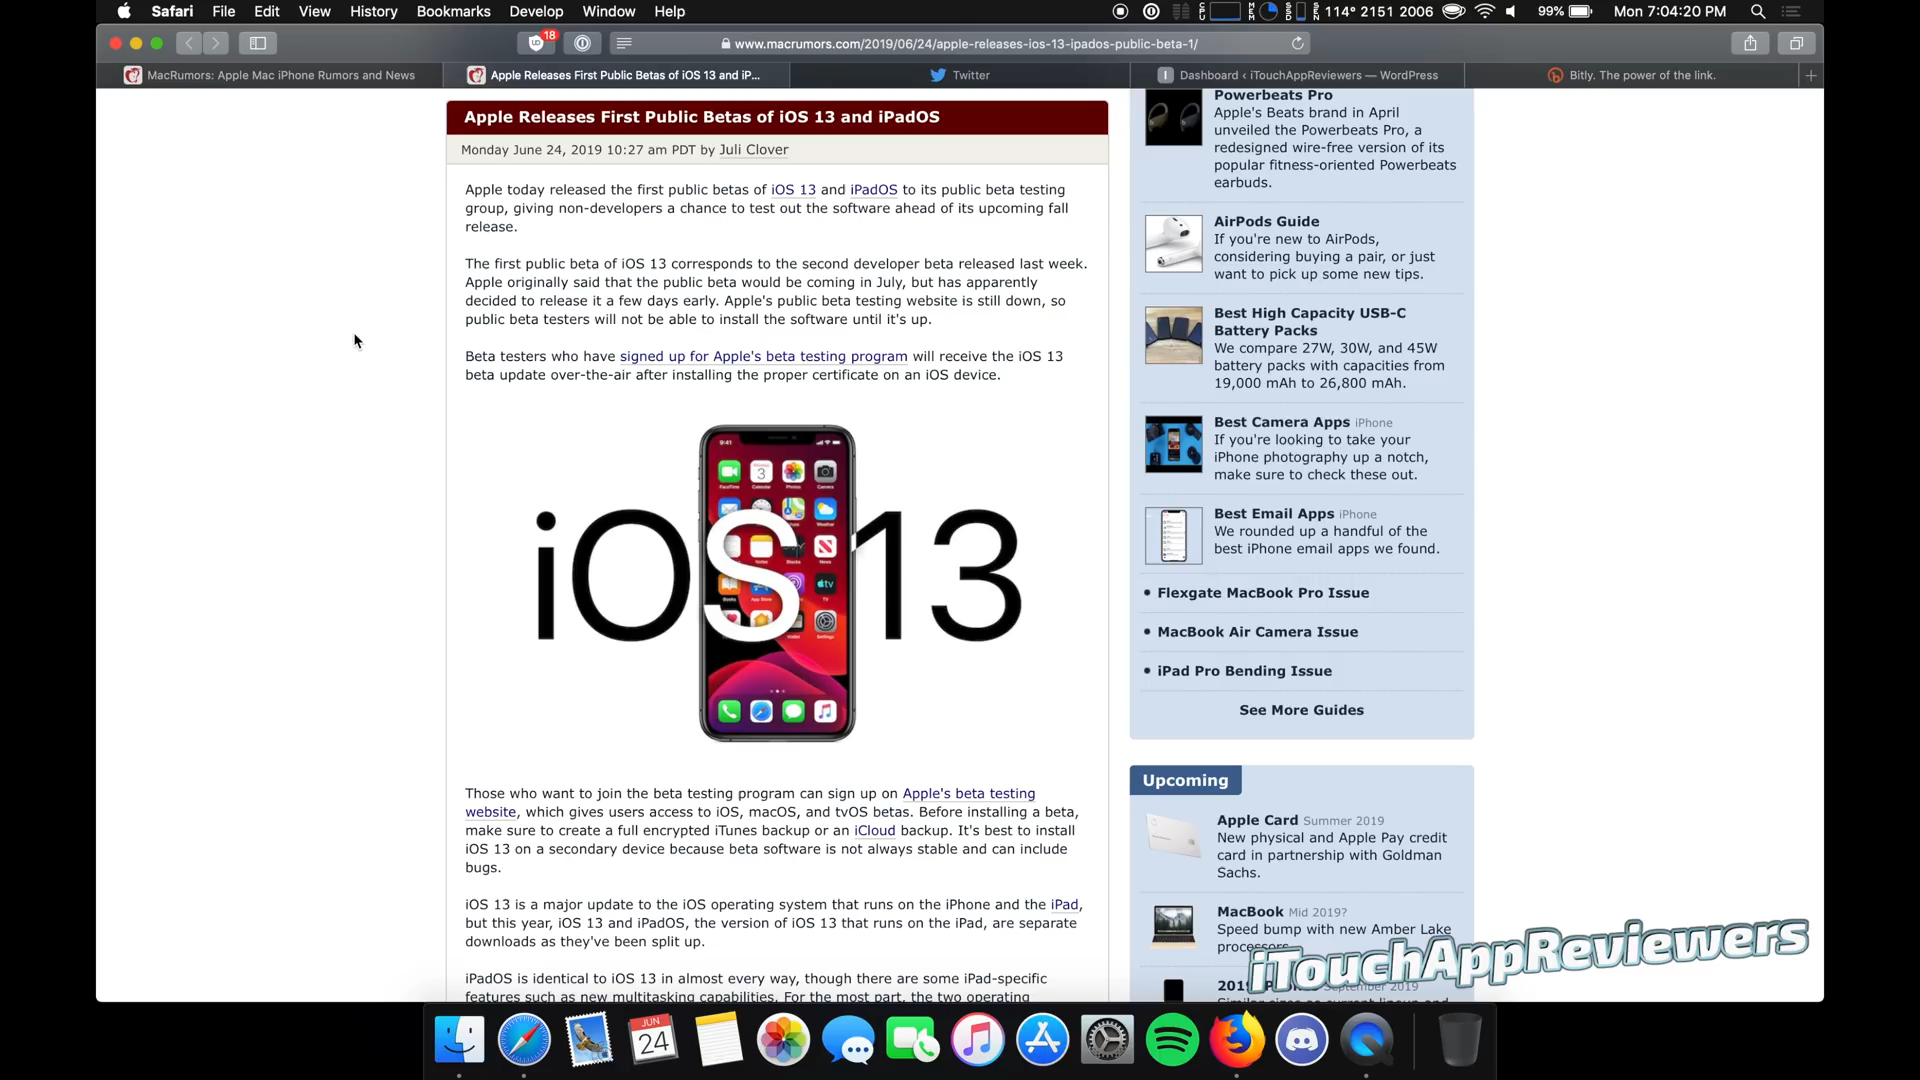 Safari File Edit View History Bookmarks Develop Window Help
114° 2151 2006 99% Mon 7:04:20 PM
18
www.macrumors.com/2019/06/24/apple-releases-ios-13-ipados-public-beta-1/
MacRumors: Apple Mac iPhone Rumors and News
Apple Releases First Public Betas of iOS 13 and iP...
Twitter
Dashboard ‹ iTouchAppReviewers — WordPress
Bitly. The power of the link.
Apple Releases First Public Betas of iOS 13 and iPadOS
Monday June 24, 2019 10:27 am PDT by Juli Clover
Apple today released the first public betas of iOS 13 and iPadOS to its public beta testing
group, giving non-developers a chance to test out the software ahead of its upcoming fall
release.
The first public beta of iOS 13 corresponds to the second developer beta released last week.
Apple originally said that the public beta would be coming in July, but has apparently
decided to release it a few days early. Apple's public beta testing website is still down, so
public beta testers will not be able to install the software until it's up.
Beta testers who have signed up for Apple's beta testing program will receive the iOS 13
beta update over-the-air after installing the proper certificate on an iOS device.
9:41
iOS 13
Those who want to join the beta testing program can sign up on Apple's beta testing
website, which gives users access to iOS, macOS, and tvOS betas. Before installing a beta,
make sure to create a full encrypted iTunes backup or an iCloud backup. It's best to install
iOS 13 on a secondary device because beta software is not always stable and can include
bugs.
iOS 13 is a major update to the iOS operating system that runs on the iPhone and the iPad,
but this year, iOS 13 and iPadOS, the version of iOS 13 that runs on the iPad, are separate
downloads as they've been split up.
iPadOS is identical to iOS 13 in almost every way, though there are some iPad-specific
features such as new multitasking capabilities. For the most part, the two operating
Powerbeats Pro
Apple's Beats brand in April
unveiled the Powerbeats Pro, a
redesigned wire-free version of its
popular fitness-oriented Powerbeats
earbuds.
AirPods Guide
If you're new to AirPods,
considering buying a pair, or just
want to pick up some new tips.
Best High Capacity USB-C
Battery Packs
We compare 27W, 30W, and 45W
battery packs with capacities from
19,000 mAh to 26,800 mAh.
Best Camera Apps iPhone
If you're looking to take your
iPhone photography up a notch,
make sure to check these out.
Best Email Apps iPhone
We rounded up a handful of the
best iPhone email apps we found.
• Flexgate MacBook Pro Issue
• MacBook Air Camera Issue
• iPad Pro Bending Issue
See More Guides
Upcoming
Apple Card Summer 2019
New physical and Apple Pay credit
card in partnership with Goldman
Sachs.
MacBook Mid 2019?
Speed bump with new Amber Lake
processors.
September 2019
iTouchAppReviewers
JUN
24